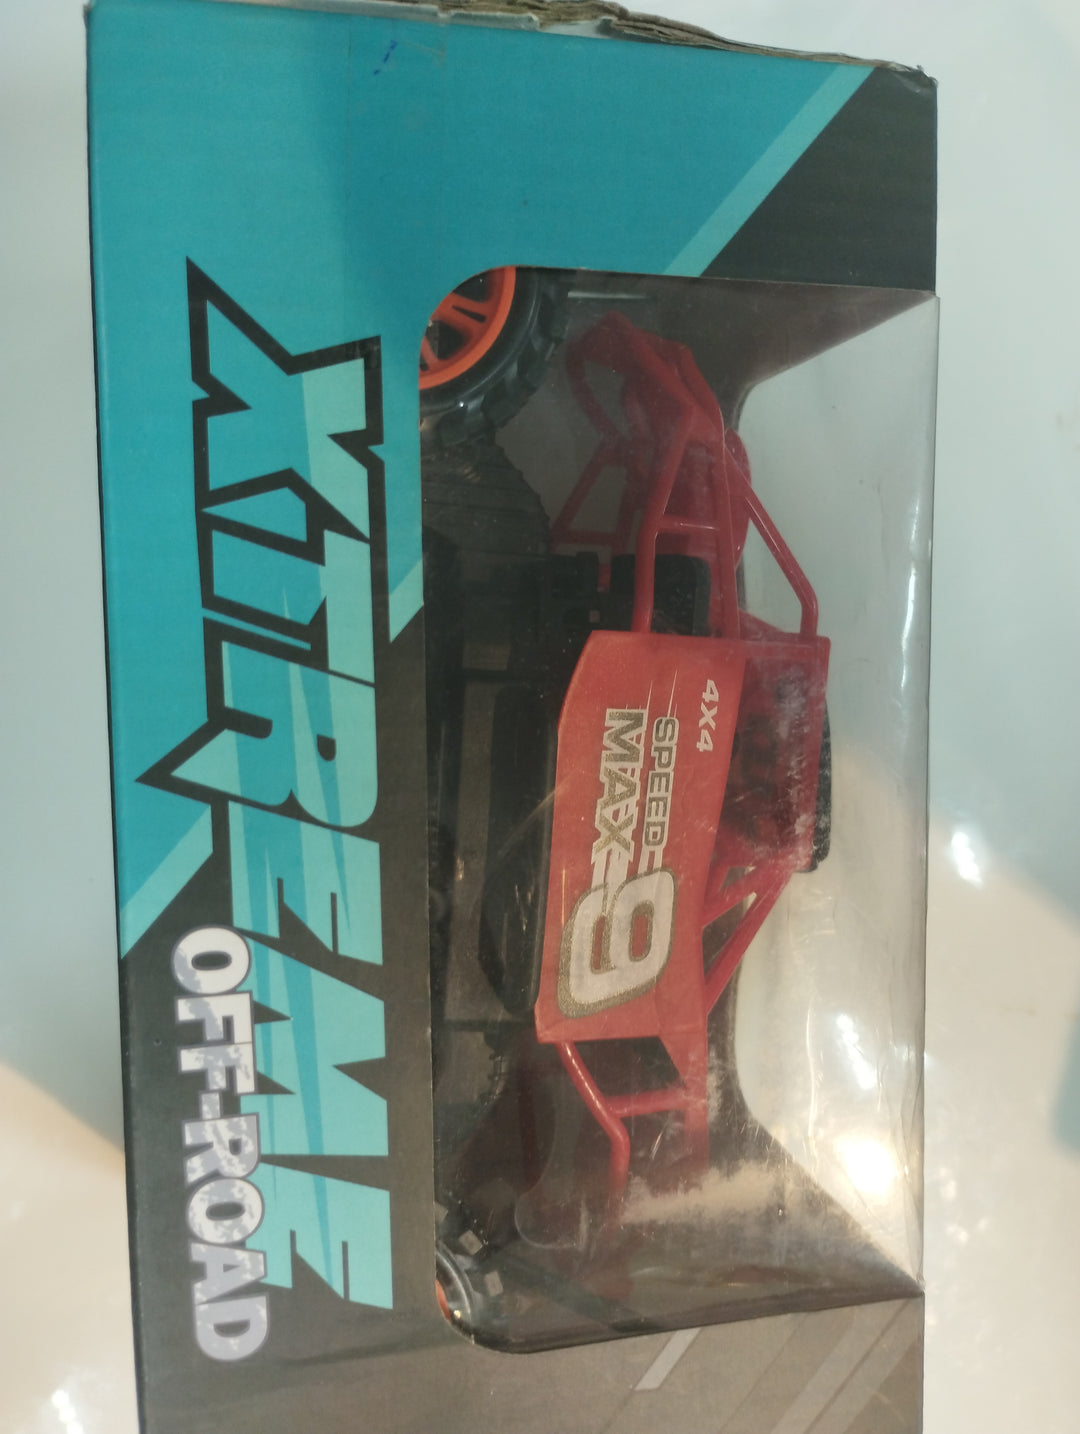 XTREME
OFF-ROAD
4X4
SPEED
MAX
9